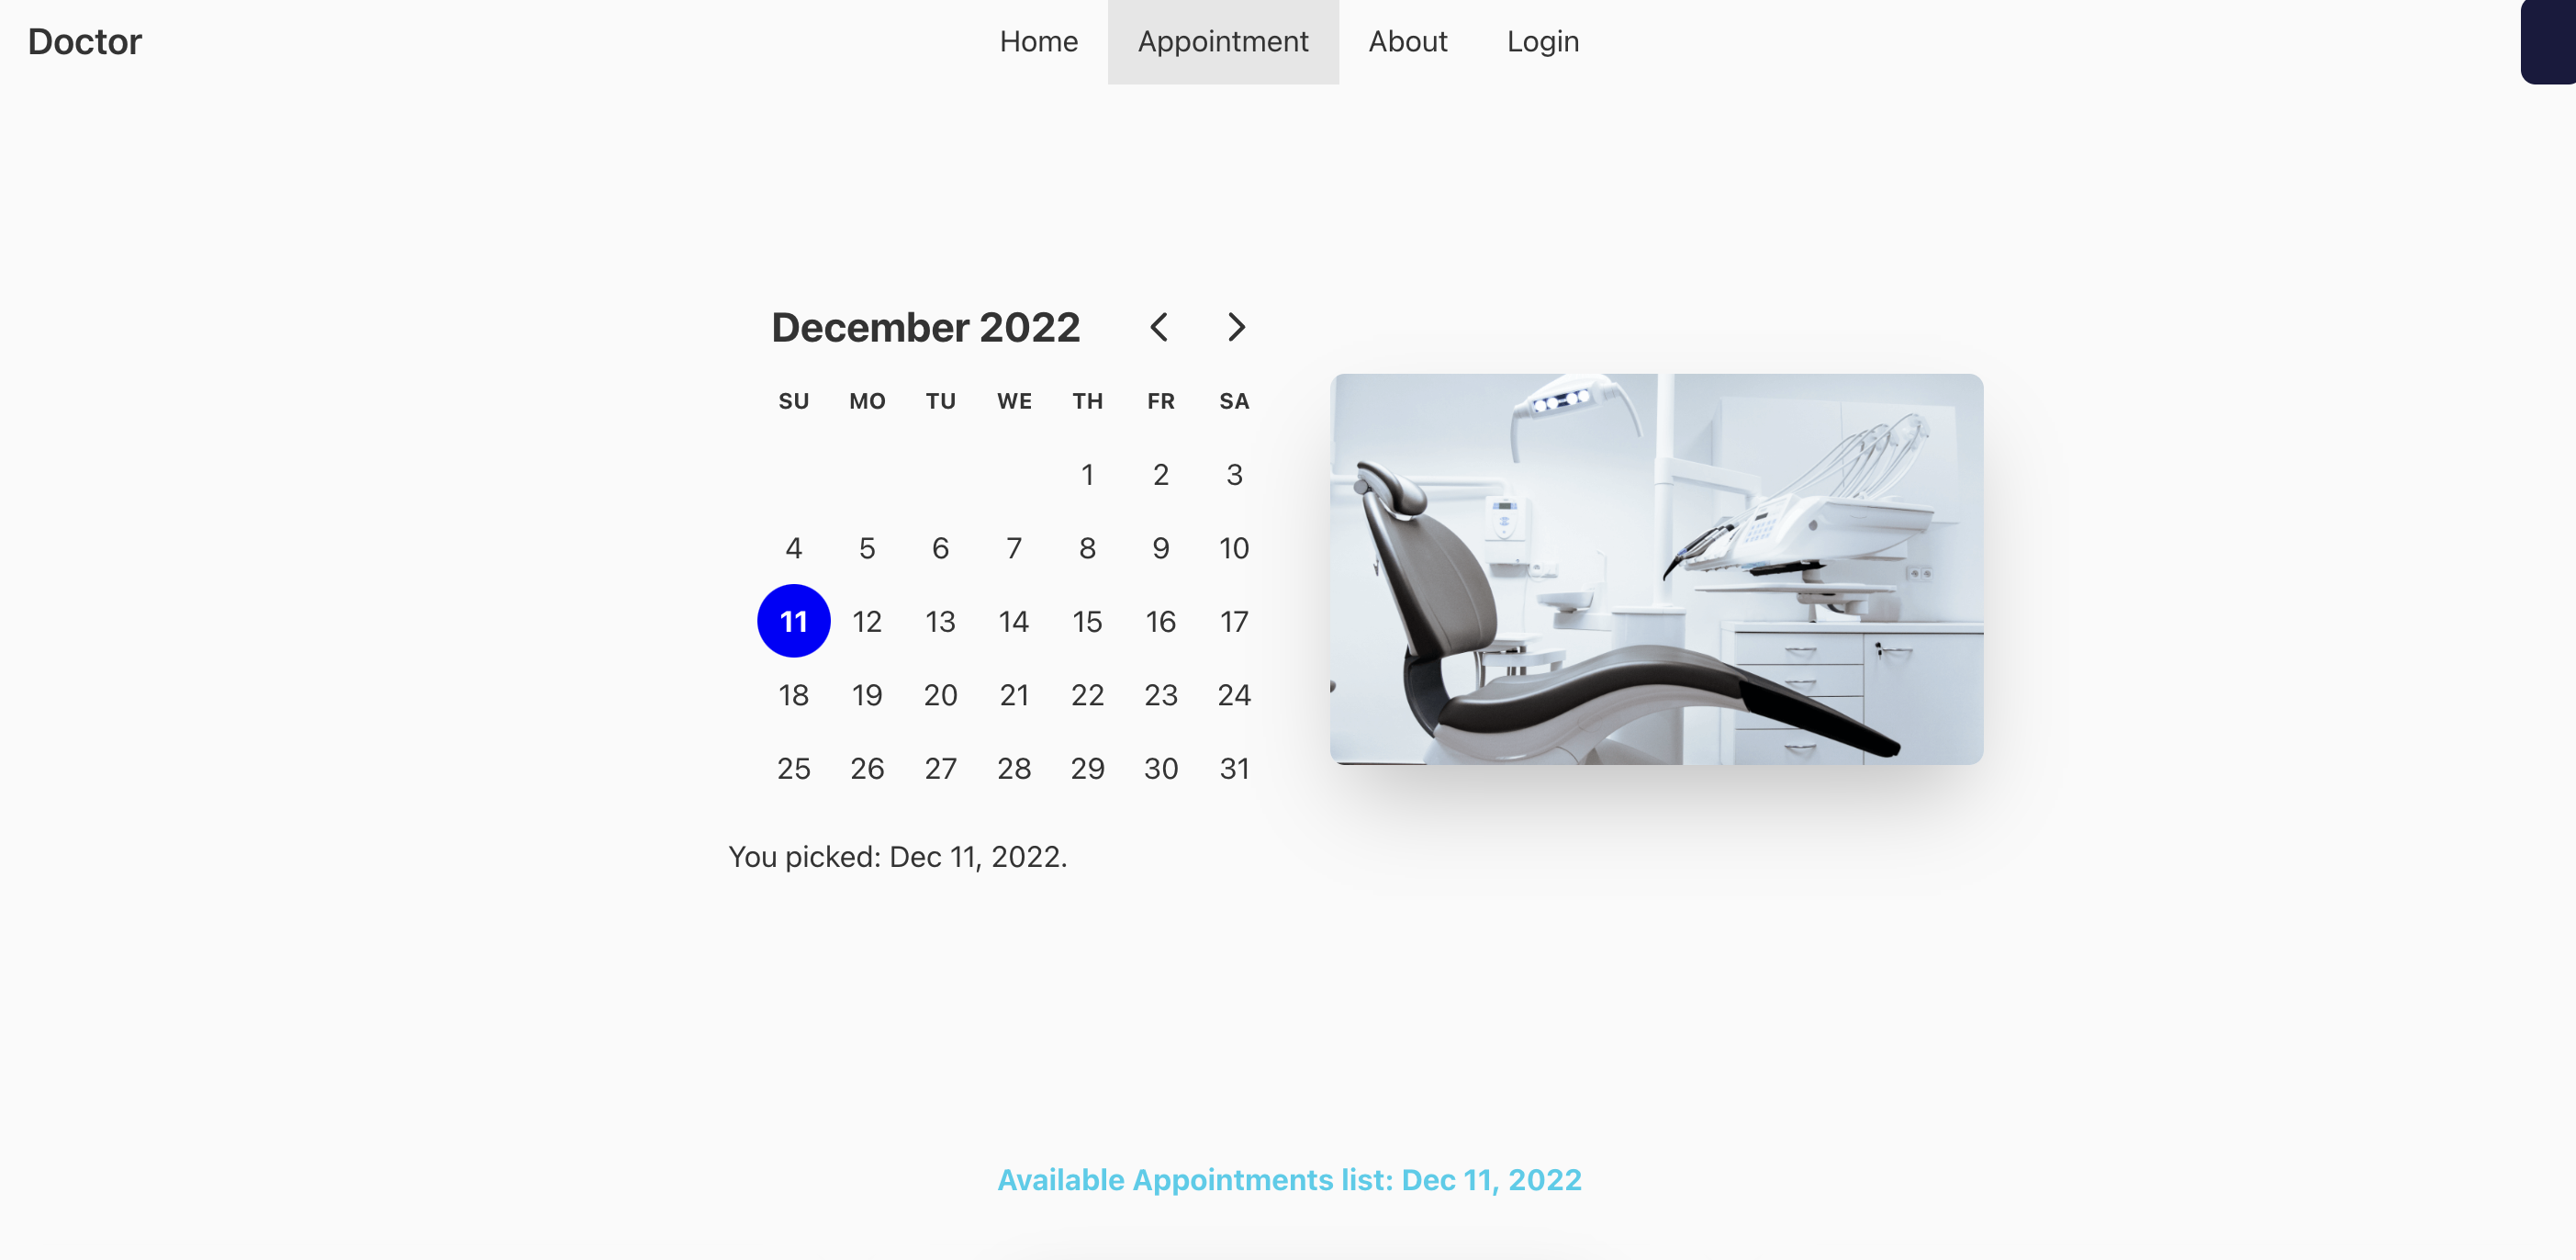 Doctor
Home Appointment About Login
December 2022
SU MO TU WE TH FR SA
1 2 3
4 5 6 7 8 9 10
11 12 13 14 15 16 17
18 19 20 21 22 23 24
25 26 27 28 29 30 31
You picked: Dec 11, 2022.
Available Appointments list: Dec 11, 2022